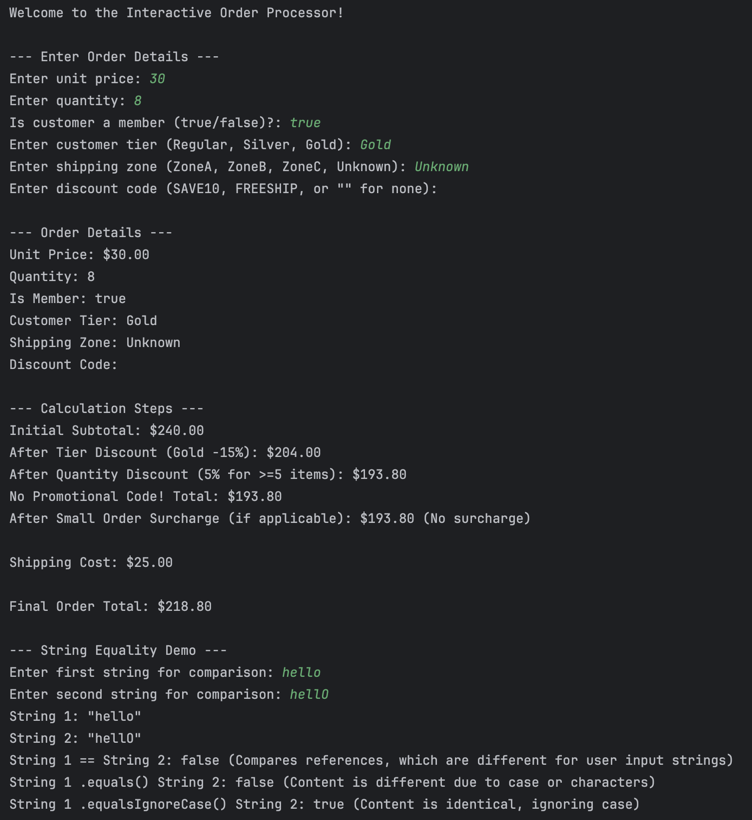 Welcome to the Interactive Order Processor!
--- Enter Order Details ---
Enter unit price: 30
Enter quantity: 8
Is customer a member (true/false)?: true
Enter customer tier (Regular, Silver, Gold): Gold
Enter shipping zone (ZoneA, ZoneB, ZoneC, Unknown): Unknown
Enter discount code (SAVE10, FREESHIP, or "" for none):
--- Order Details ---
Unit Price: $30.00
Quantity: 8
Is Member: true
Customer Tier: Gold
Shipping Zone: Unknown
Discount Code:
--- Calculation Steps ---
Initial Subtotal: $240.00
After Tier Discount (Gold -15%): $204.00
After Quantity Discount (5% for >=5 items): $193.80
No Promotional Code! Total: $193.80
After Small Order Surcharge (if applicable): $193.80 (No surcharge)
Shipping Cost: $25.00
Final Order Total: $218.80
--- String Equality Demo ---
Enter first string for comparison: hello
Enter second string for comparison: hellO
String 1: "hello"
String 2: "hellO"
String 1 == String 2: false (Compares references, which are different for user input strings)
String 1 .equals() String 2: false (Content is different due to case or characters)
String 1 .equalsIgnoreCase() String 2: true (Content is identical, ignoring case)